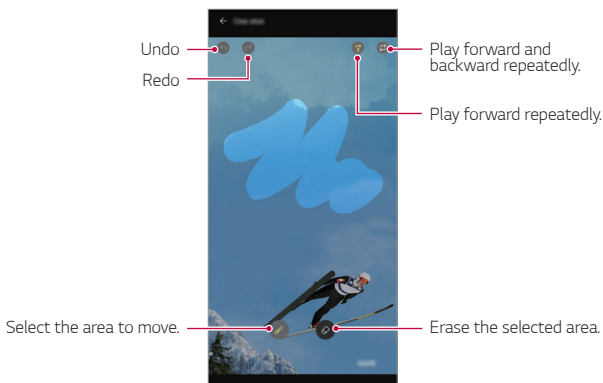 Undo
Redo
Play forward and
backward repeatedly.
Play forward repeatedly.
Select the area to move.
Erase the selected area.